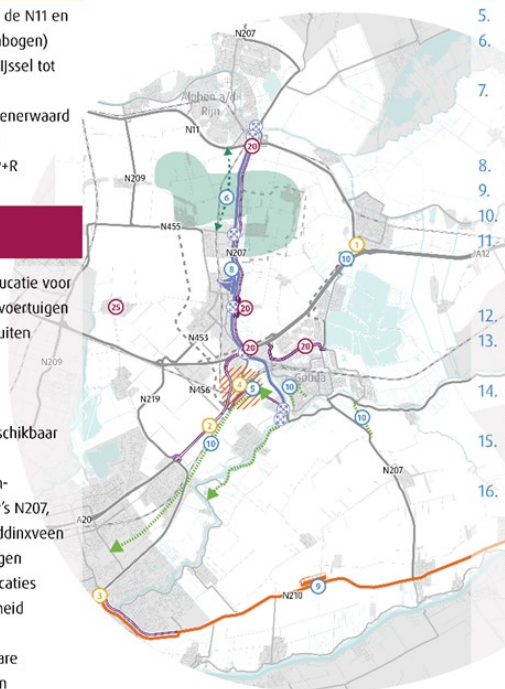 de N11 en
nbogen)
IJssel tot
enerwaard
P+R
ucatie voor
voertuigen
uiten
schikbaar
n-
r's N207,
ddinxveen
gen
caties
heid
are
n
N207
Alphen a/d
Rijn
N11
20
N209
6
N455
N207
1
10
A12
8
25
20
N453
20
20
N209
Gouda
N456
4
5
10
N219
2
10
10
N207
A20
3
9
N210
5.
6.
7.
8.
9.
10.
11.
12.
13.
14.
15.
16.